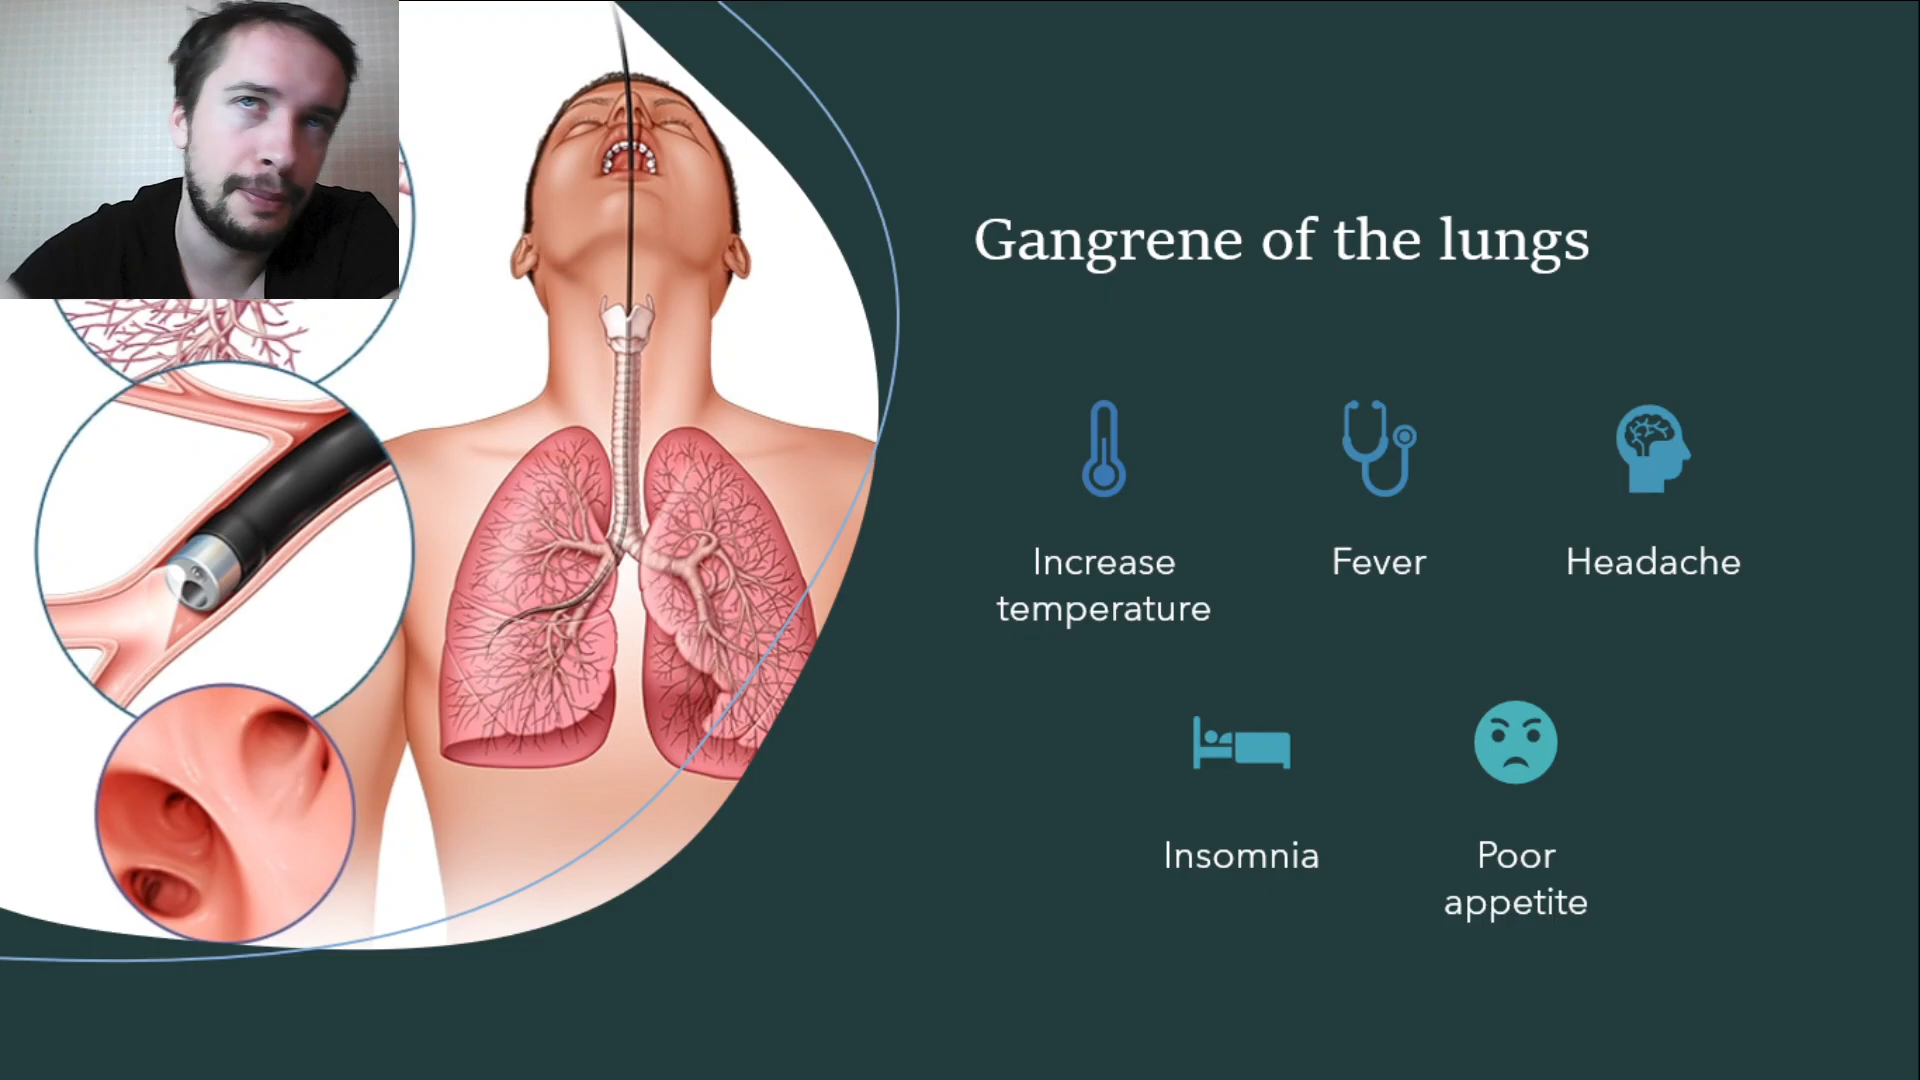 Gangrene of the lungs
Increase
temperature
Fever
Headache
Insomnia
Poor
appetite